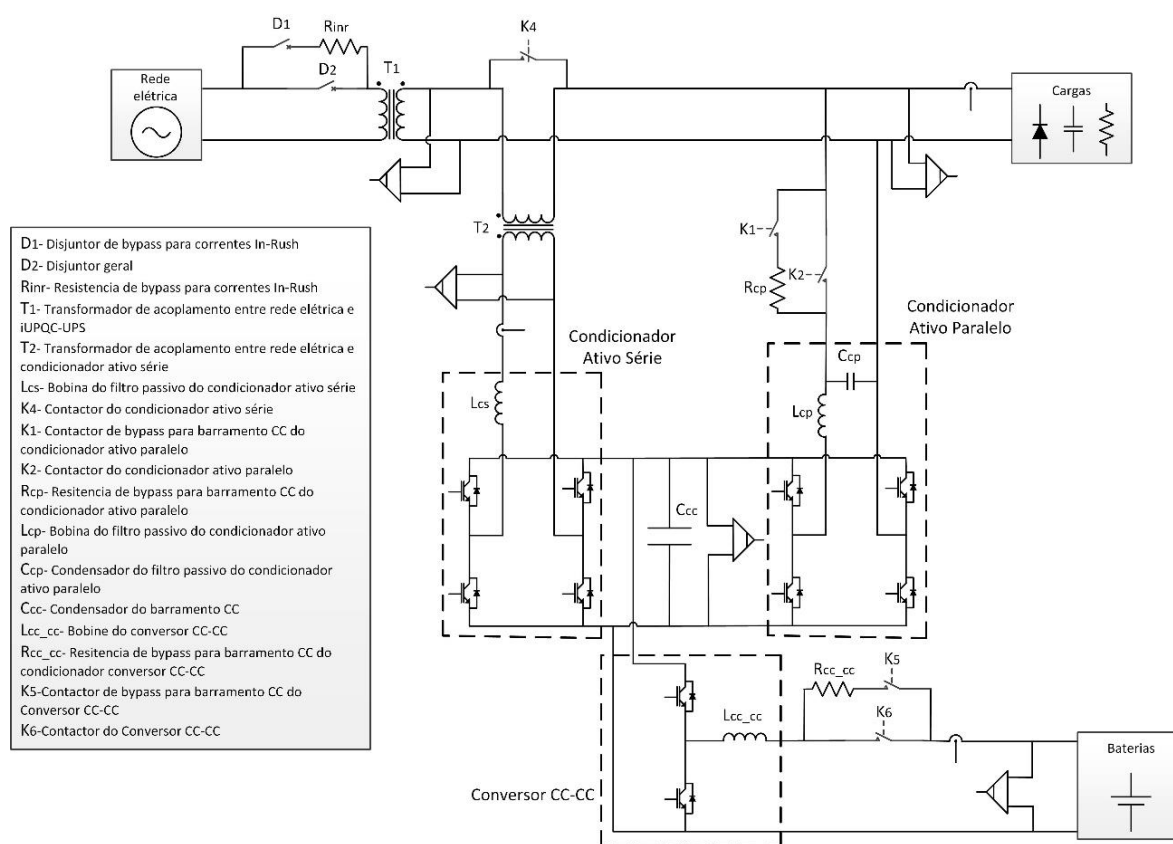 D1
Rinr
K4
D2
T1
Rede
elétrica
Cargas
T2
K1
K2
Rcp
Condicionador
Ativo Paralelo
Condicionador
Ativo Série
Ccp
Lcs
Lcp
Ccc
D1- Disjuntor de bypass para correntes In-Rush
D2- Disjuntor geral
Rinr- Resistencia de bypass para correntes In-Rush
T1- Transformador de acoplamento entre rede elétrica e
iUPQC-UPS
T2- Transformador de acoplamento entre rede elétrica e
condicionador ativo série
Lcs- Bobina do filtro passivo do condicionador ativo série
K4- Contactor do condicionador ativo série
K1- Contactor de bypass para barramento CC do
condicionador ativo paralelo
K2- Contactor do condicionador ativo paralelo
Rcp- Resitencia de bypass para barramento CC do
condicionador ativo paralelo
Lcp- Bobina do filtro passivo do condicionador ativo
paralelo
Ccp- Condensador do filtro passivo do condicionador
ativo paralelo
Ccc- Condensador do barramento CC
Lcc_cc- Bobine do conversor CC-CC
Rcc_cc- Resitencia de bypass para barramento CC do
condicionador conversor CC-CC
K5-Contactor de bypass para barramento CC do
Conversor CC-CC
K6-Contactor do Conversor CC-CC
Rcc_cc
K5
Lcc_cc
K6
Baterias
Conversor CC-CC